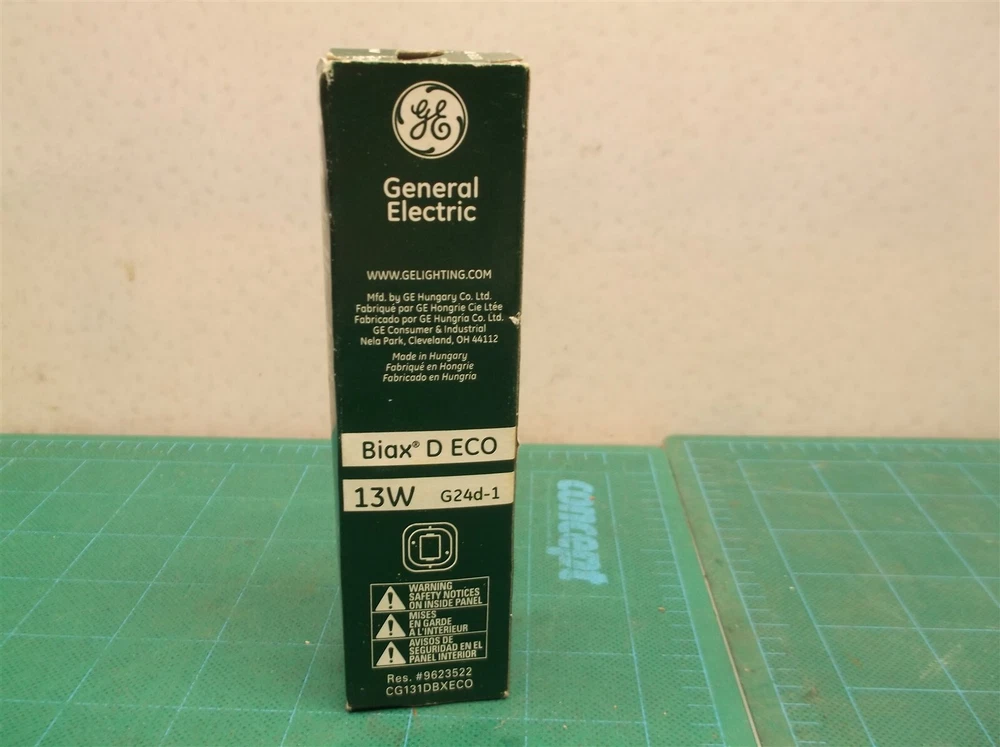 GE
General
Electric
WWW.GELIGHTING.COM
Mfd. by GE Hungary Co. Ltd.
Fabriqué par GE Hongrie Cie Ltée
Fabricado por GE Hungría Co. Ltd.
GE Consumer & Industrial
Nela Park, Cleveland, OH 44112
Made in Hungary
Fabriqué en Hongrie
Fabricado en Hungria
Biax® D ECO
13W G24d-1
WARNING
SAFETY NOTICES
ON INSIDE PANEL
MISES
EN GARDE
A L'INTÉRIEUR
AVISOS DE
SEGURIDAD EN EL
PANEL INTERIOR
Res. #9623522
CG131DBXECO
concept